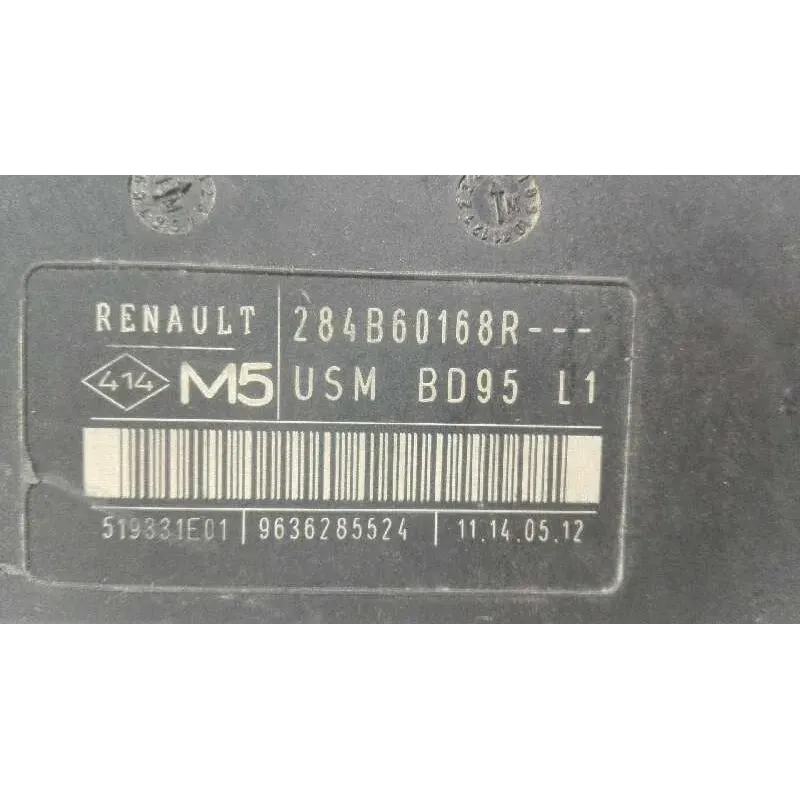 RENAULT 284B60168R---
414 M5 USM BD95 L1
519331E01 9636285524 11.14.05.12